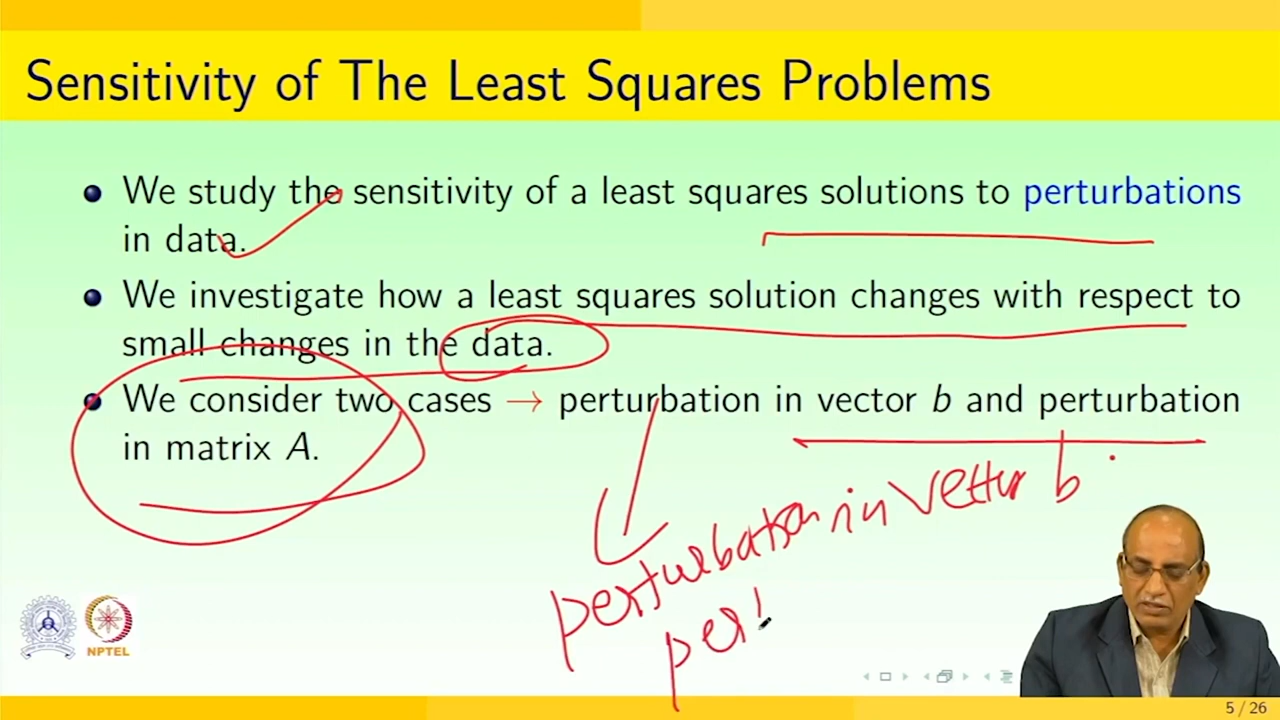 Sensitivity of The Least Squares Problems
We study the sensitivity of a least squares solutions to perturbations
in data.
We investigate how a least squares solution changes with respect to
small changes in the data.
We consider two cases → perturbation in vector b and perturbation
in matrix A.
perturbation in vector b
per
NPTEL
5 / 26